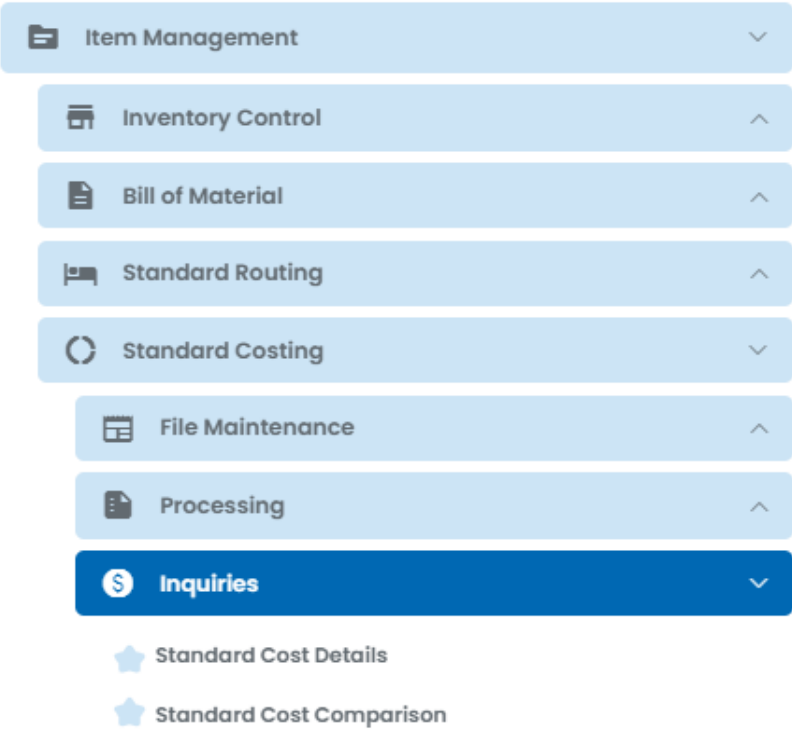 Item Management
Inventory Control
Bill of Material
Standard Routing
Standard Costing
File Maintenance
Processing
$ Inquiries
Standard Cost Details
Standard Cost Comparison